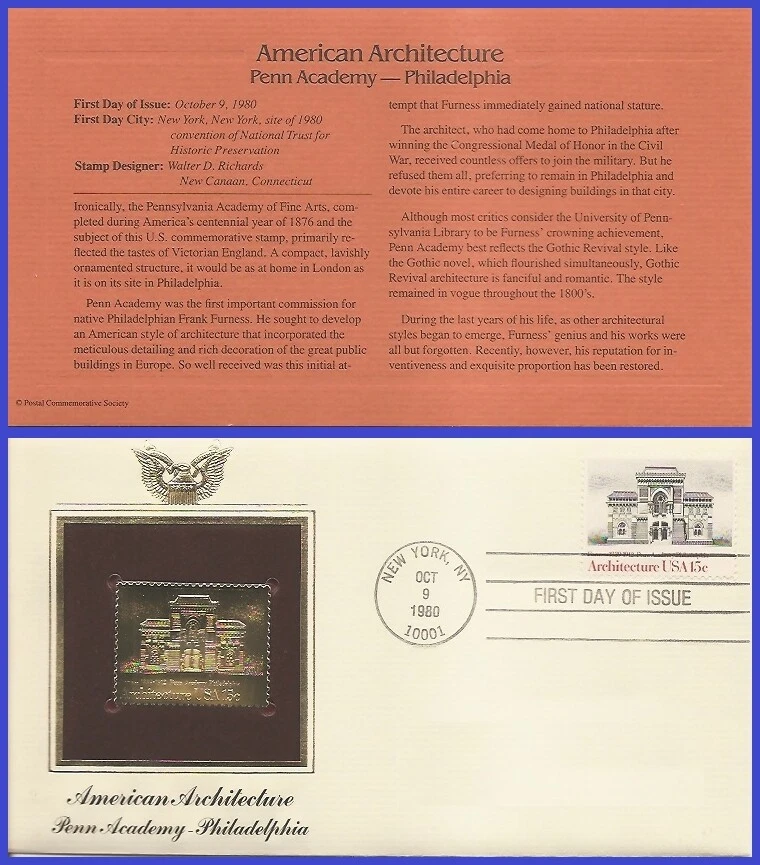 American Architecture
Penn Academy — Philadelphia
First Day of Issue: October 9, 1980
First Day City: New York, New York, site of 1980
convention of National Trust for
Historic Preservation
Stamp Designer: Walter D. Richards
New Canaan, Connecticut
Ironically, the Pennsylvania Academy of Fine Arts, com-
pleted during America's centennial year of 1876 and the
subject of this U.S. commemorative stamp, primarily re-
flected the tastes of Victorian England. A compact, lavishly
ornamented structure, it would be as at home in London as
it is on its site in Philadelphia.
Penn Academy was the first important commission for
native Philadelphian Frank Furness. He sought to develop
an American style of architecture that incorporated the
meticulous detailing and rich decoration of the great public
buildings in Europe. So well received was this initial at-
tempt that Furness immediately gained national stature.
The architect, who had come home to Philadelphia after
winning the Congressional Medal of Honor in the Civil
War, received countless offers to join the military. But he
refused them all, preferring to remain in Philadelphia and
devote his entire career to designing buildings in that city.
Although most critics consider the University of Penn-
sylvania Library to be Furness' crowning achievement,
Penn Academy best reflects the Gothic Revival style. Like
the Gothic novel, which flourished simultaneously, Gothic
Revival architecture is fanciful and romantic. The style
remained in vogue throughout the 1800's.
During the last years of his life, as other architectural
styles began to emerge, Furness' genius and his works were
all but forgotten. Recently, however, his reputation for in-
ventiveness and exquisite proportion has been restored.
© Postal Commemorative Society
Architecture USA 15c
NEW YORK, NY
OCT
9
1980
10001
FIRST DAY OF ISSUE
Penn Academy Philadelphia
Architecture USA 15c
American Architecture
Penn Academy - Philadelphia